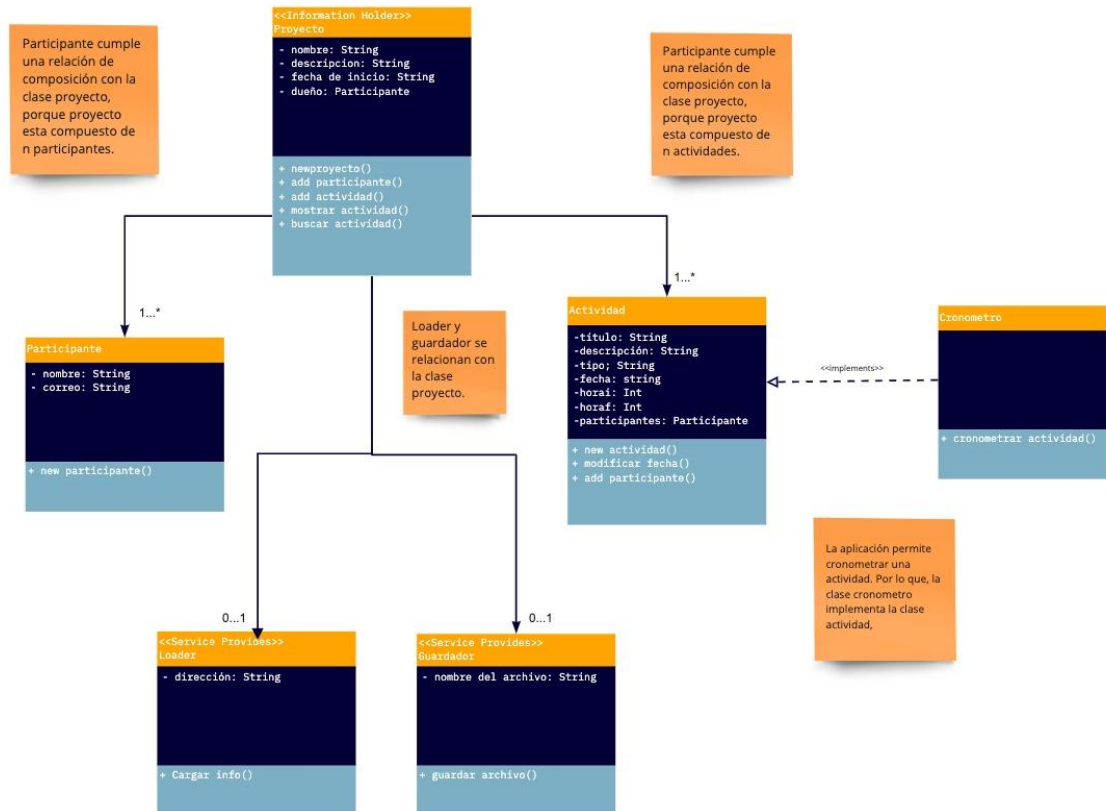 Participante cumple
una relación de
composición con la
clase proyecto,
porque proyecto
esta compuesto de
n participantes.
<<Information Holder>>
Proyecto
- nombre: String
- descripcion: String
- fecha de inicio: String
- dueño: Participante
+ newproyecto()
+ add participante()
+ add actividad()
+ mostrar actividad()
+ buscar actividad()
Participante cumple
una relación de
composición con la
clase proyecto,
porque proyecto
esta compuesto de
n actividades.
1...*
1...*
Participante
- nombre: String
- correo: String
+ new participante()
Loader y
guardador se
relacionan con
la clase
proyecto.
Actividad
-título: String
-descripción: String
-tipo; String
-fecha: string
-horai: Int
-horaf: Int
-participantes: Participante
+ new actividad()
+ modificar fecha()
+ add participante()
<<implements>>
Cronometro
+ cronometrar actividad()
La aplicación permite
cronometrar una
actividad. Por lo que, la
clase cronometro
implementa la clase
actividad,
0...1
0...1
<<Service Provides>>
Loader
- dirección: String
+ Cargar info()
<<Service Provides>>
Guardador
- nombre del archivo: String
+ guardar archivo()